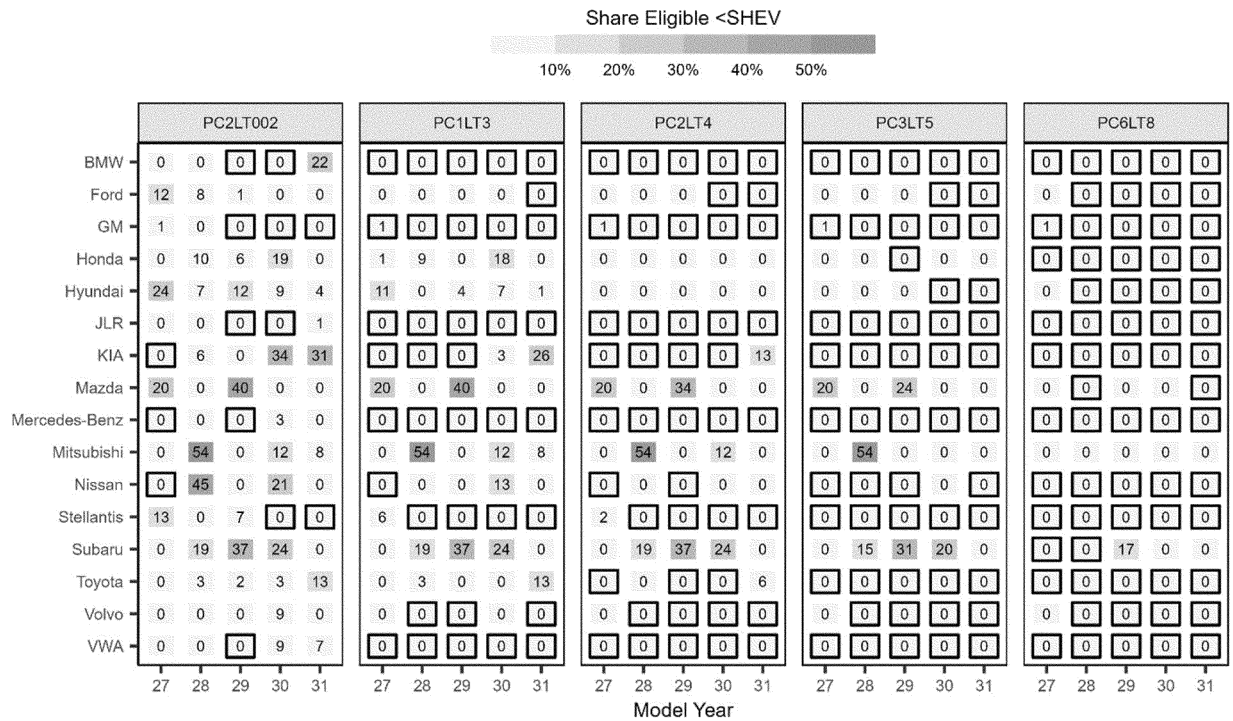 Share Eligible <SHEV
10% 20% 30% 40% 50%
PC2LT002 PC1LT3 PC2LT4 PC3LT5 PC6LT8
BMW 0 0 0 0 22 0 0 0 0 0 0 0 0 0 0 0 0 0 0 0 0 0 0 0 0
Ford 12 8 1 0 0 0 0 0 0 0 0 0 0 0 0 0 0 0 0 0 0 0 0 0 0
GM 1 0 0 0 0 1 0 0 0 0 1 0 0 0 0 1 0 0 0 0 1 0 0 0 0
Honda 0 10 6 19 0 1 9 0 18 0 0 0 0 0 0 0 0 0 0 0 0 0 0 0 0
Hyundai 24 7 12 9 4 11 0 4 7 1 0 0 0 0 0 0 0 0 0 0 0 0 0 0 0
JLR 0 0 0 0 1 0 0 0 0 0 0 0 0 0 0 0 0 0 0 0 0 0 0 0 0
KIA 0 6 0 34 31 0 0 0 3 26 0 0 0 0 13 0 0 0 0 0 0 0 0 0 0
Mazda 20 0 40 0 0 20 0 40 0 0 20 0 34 0 0 20 0 24 0 0 0 0 0 0 0
Mercedes-Benz 0 0 0 3 0 0 0 0 0 0 0 0 0 0 0 0 0 0 0 0 0 0 0 0 0
Mitsubishi 0 54 0 12 8 0 54 0 12 8 0 54 0 12 0 0 54 0 0 0 0 0 0 0 0
Nissan 0 45 0 21 0 0 0 0 13 0 0 0 0 0 0 0 0 0 0 0 0 0 0 0 0
Stellantis 13 0 7 0 0 6 0 0 0 0 2 0 0 0 0 0 0 0 0 0 0 0 0 0 0
Subaru 0 19 37 24 0 0 19 37 24 0 0 19 37 24 0 0 15 31 20 0 0 0 17 0 0
Toyota 0 3 2 3 13 0 3 0 0 13 0 0 0 0 6 0 0 0 0 0 0 0 0 0 0
Volvo 0 0 0 9 0 0 0 0 0 0 0 0 0 0 0 0 0 0 0 0 0 0 0 0 0
VWA 0 0 0 9 7 0 0 0 0 0 0 0 0 0 0 0 0 0 0 0 0 0 0 0 0
27 28 29 30 31 27 28 29 30 31 27 28 29 30 31 27 28 29 30 31 27 28 29 30 31
Model Year